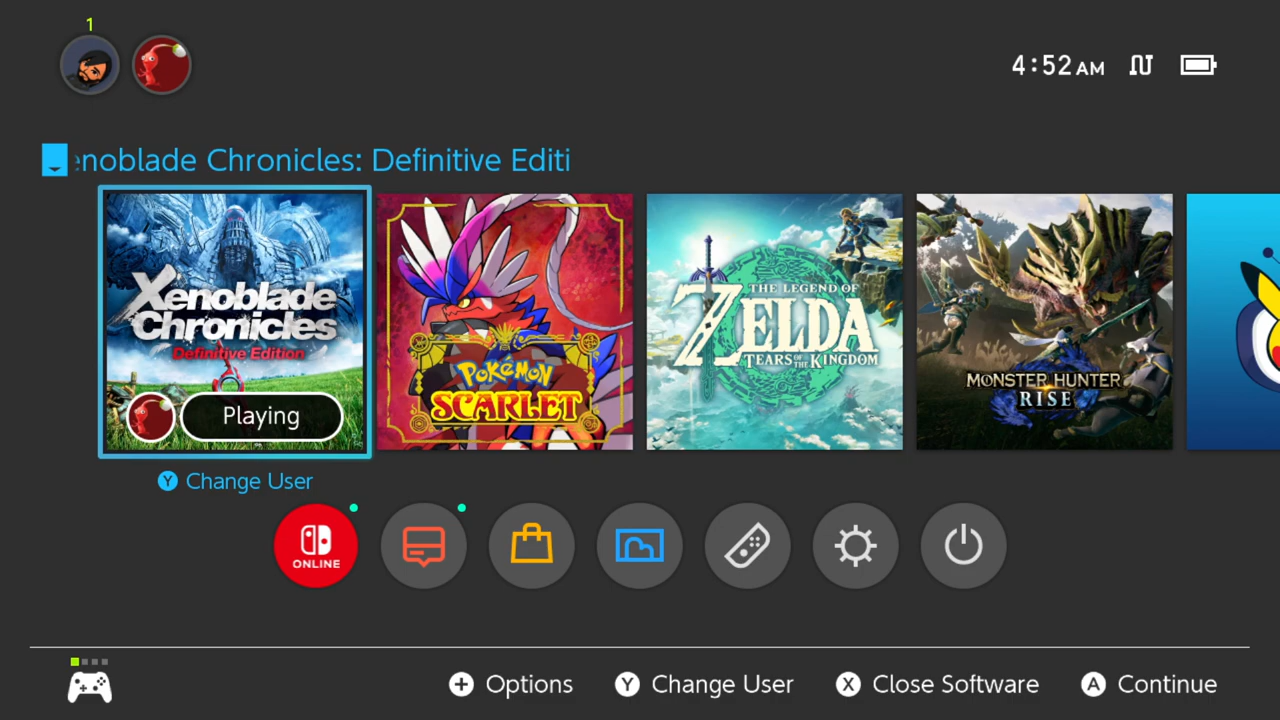 1
4:52 AM
enoblade Chronicles: Definitive Editi
Xenoblade
Chronicles
Definitive Edition
Playing
POKéMON
SCARLET
THE LEGEND OF
ZELDA
TEARS OF THE KINGDOM
MONSTER HUNTER
RISE
Y Change User
ONLINE
+ Options
Y Change User
X Close Software
A Continue